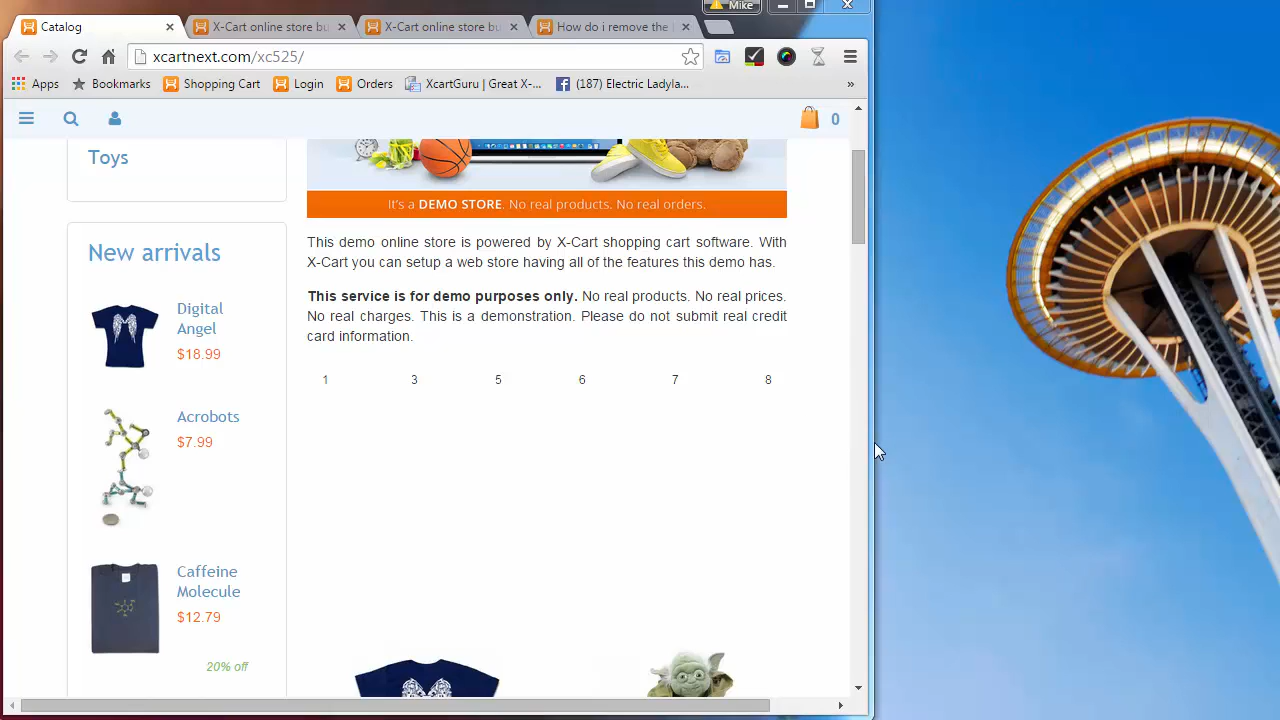 Mike
Catalog
X-Cart online store bu
X-Cart online store bu
How do i remove the
xcartnext.com/xc525/
Apps
Bookmarks
Shopping Cart
Login
Orders
XcartGuru | Great X-...
(187) Electric Ladyla...
»
0
Toys
It's a DEMO STORE. No real products. No real orders.
This demo online store is powered by X-Cart shopping cart software. With
X-Cart you can setup a web store having all of the features this demo has.
This service is for demo purposes only. No real products. No real prices.
No real charges. This is a demonstration. Please do not submit real credit
card information.
1 3 5 6 7 8
New arrivals
Digital
Angel
$18.99
Acrobots
$7.99
Caffeine
Molecule
$12.79
20% off